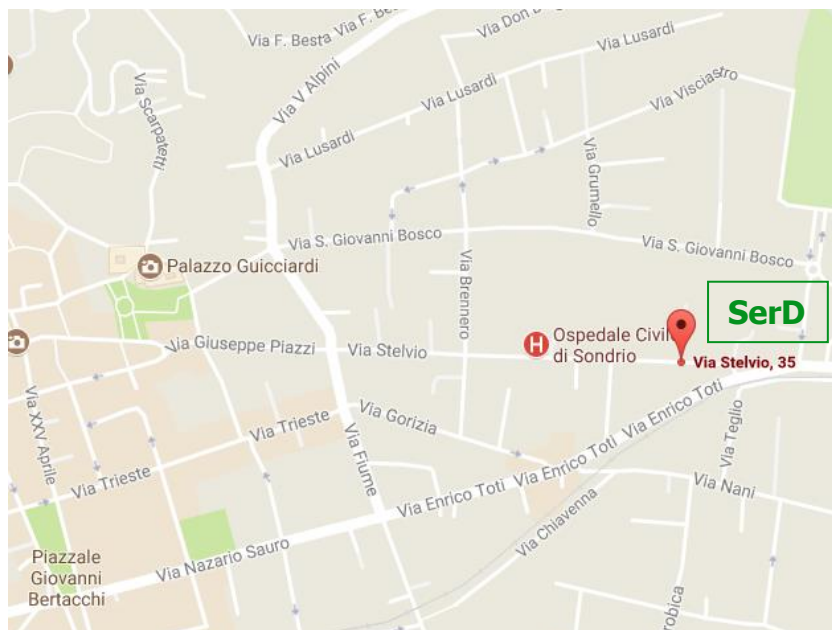 Via F. Besta
Via F. Bes
Via Don B
Via Lusardi
Via V Alpini
Via Lusardi
Via Visciastro
Via Scarpatetti
Via Lusardi
Via Grumello
Via S. Giovanni Bosco
Via S. Giovanni Bosco
Palazzo Guicciardi
Via Brennero
SerD
H
Ospedale Civil
di Sondrio
Via Giuseppe Piazzi
Via Stelvio
Via Stelvio, 35
Via Trieste
Via Gorizia
Via Enrico Toti
Via Teglio
Via XXV Aprile
Via Fiume
Via Trieste
Via Enrico Toti
Via Enrico Toti
Via Nani
Via Nazario Sauro
Via Chiavenna
Piazzale
Giovanni
Bertacchi
robica